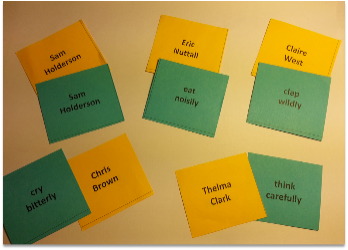 Sam
Holderson
Sam
Holderson
Eric
Nuttall
eat
noisily
Claire
West
clap
wildly
cry
bitterly
Chris
Brown
Thelma
Clark
think
carefully